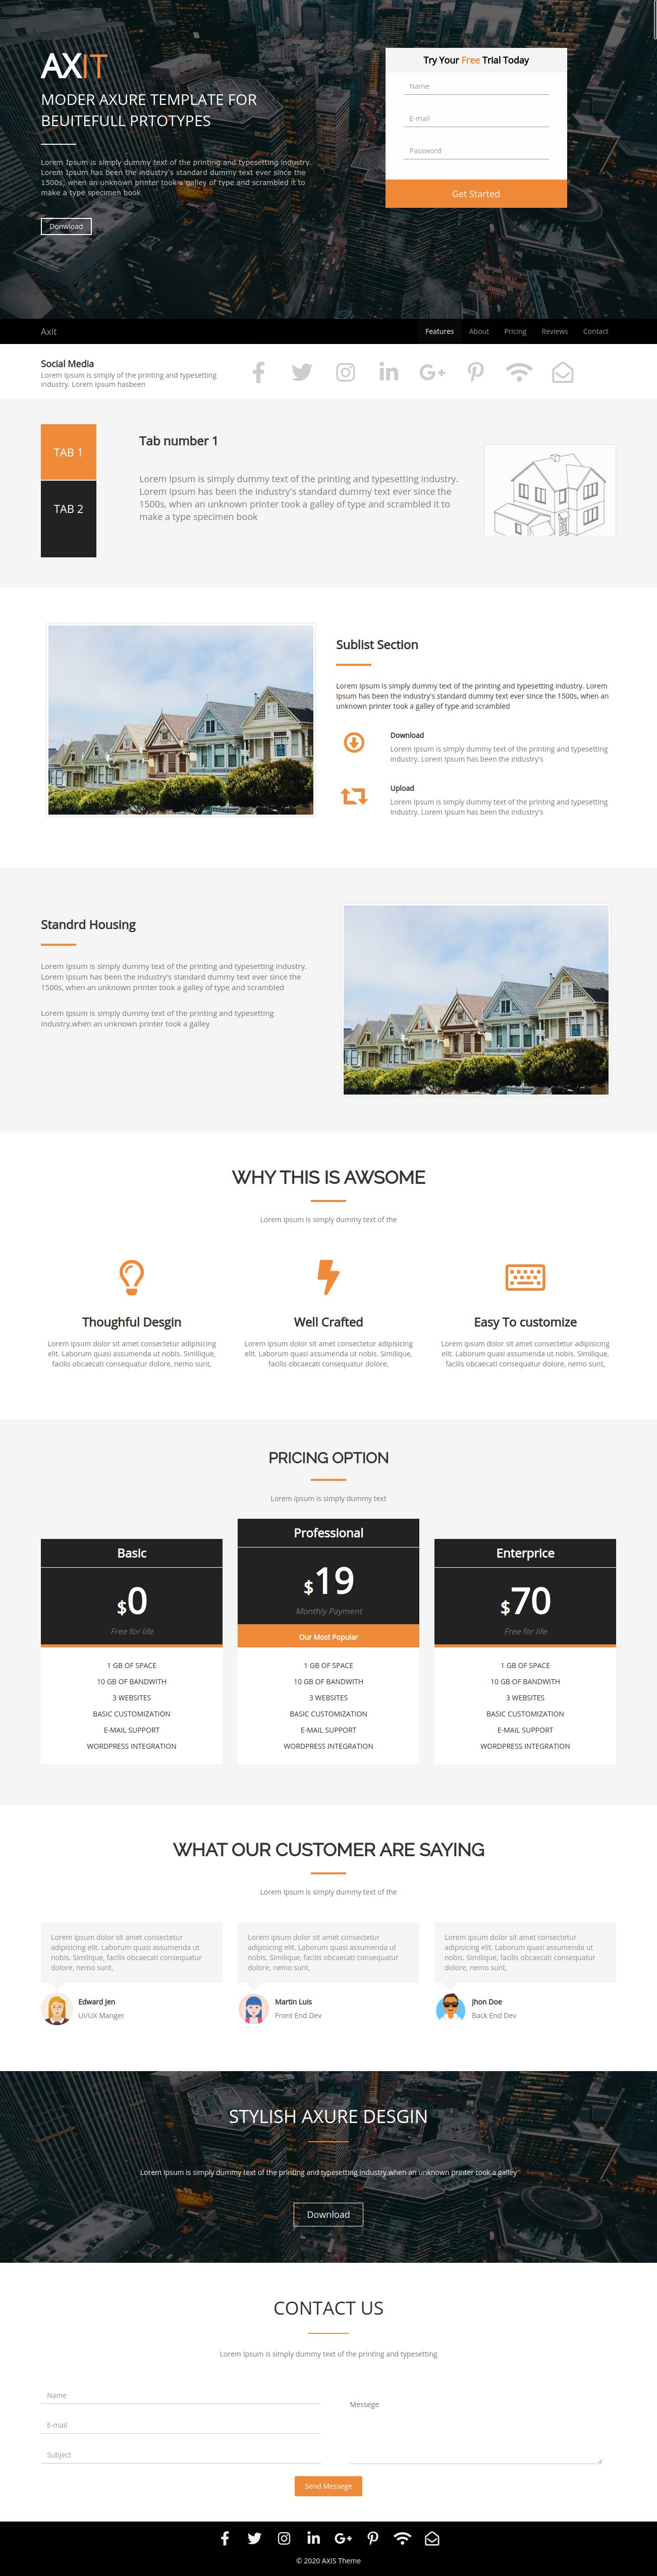 AXIT
MODER AXURE TEMPLATE FOR
BEUITEFULL PRTOTYPES
Lorem Ipsum is simply dummy text of the printing and typesetting industry.
Lorem Ipsum has been the industry's standard dummy text ever since the
1500s, when an unknown printer took a galley of type and scrambled it to
make a type specimen book
Donwload
Try Your Free Trial Today
Name
E-mail
Password
Get Started
Axit
Features
About
Pricing
Reviews
Contact
Social Media
Lorem Ipsum is simply of the printing and typesetting
industry. Lorem Ipsum hasbeen
TAB 1
TAB 2
Tab number 1
Lorem Ipsum is simply dummy text of the printing and typesetting industry.
Lorem Ipsum has been the industry's standard dummy text ever since the
1500s, when an unknown printer took a galley of type and scrambled it to
make a type specimen book
Sublist Section
Lorem Ipsum is simply dummy text of the printing and typesetting industry. Lorem
Ipsum has been the industry's standard dummy text ever since the 1500s, when an
unknown printer took a galley of type and scrambled
Download
Lorem Ipsum is simply dummy text of the printing and typesetting
industry. Lorem Ipsum has been the industry's
Upload
Lorem Ipsum is simply dummy text of the printing and typesetting
industry. Lorem Ipsum has been the industry's
Standrd Housing
Lorem Ipsum is simply dummy text of the printing and typesetting industry.
Lorem Ipsum has been the industry's standard dummy text ever since the
1500s, when an unknown printer took a galley of type and scrambled
Lorem Ipsum is simply dummy text of the printing and typesetting
industry.when an unknown printer took a galley
WHY THIS IS AWSOME
Lorem Ipsum is simply dummy text of the
Thoughful Desgin
Lorem ipsum dolor sit amet consectetur adipisicing
elit. Laborum quasi assumenda ut nobis. Similique,
facilis obcaecati consequatur dolore, nemo sunt,
Well Crafted
Lorem ipsum dolor sit amet consectetur adipisicing
elit. Laborum quasi assumenda ut nobis. Similique,
facilis obcaecati consequatur dolore,
Easy To customize
Lorem ipsum dolor sit amet consectetur adipisicing
elit. Laborum quasi assumenda ut nobis. Similique,
facilis obcaecati consequatur dolore, nemo sunt,
PRICING OPTION
Lorem Ipsum is simply dummy text
Basic
$0
Free for life
1 GB OF SPACE
10 GB OF BANDWITH
3 WEBSITES
BASIC CUSTOMIZATION
E-MAIL SUPPORT
WORDPRESS INTEGRATION
Professional
$19
Monthly Payment
Our Most Popular
1 GB OF SPACE
10 GB OF BANDWITH
3 WEBSITES
BASIC CUSTOMIZATION
E-MAIL SUPPORT
WORDPRESS INTEGRATION
Enterprice
$70
Free for life
1 GB OF SPACE
10 GB OF BANDWITH
3 WEBSITES
BASIC CUSTOMIZATION
E-MAIL SUPPORT
WORDPRESS INTEGRATION
WHAT OUR CUSTOMER ARE SAYING
Lorem Ipsum is simply dummy text of the
Lorem ipsum dolor sit amet consectetur
adipisicing elit. Laborum quasi assumenda ut
nobis. Similique, facilis obcaecati consequatur
dolore, nemo sunt,
Edward Jen
UI/UX Manger
Lorem ipsum dolor sit amet consectetur
adipisicing elit. Laborum quasi assumenda ut
nobis. Similique, facilis obcaecati consequatur
dolore, nemo sunt,
Martin Luis
Front End Dev
Lorem ipsum dolor sit amet consectetur
adipisicing elit. Laborum quasi assumenda ut
nobis. Similique, facilis obcaecati consequatur
dolore, nemo sunt,
Jhon Doe
Back End Dev
STYLISH AXURE DESGIN
Lorem Ipsum is simply dummy text of the printing and typesetting industry.when an unknown printer took a galley
Download
CONTACT US
Lorem Ipsum is simply dummy text of the printing and typesetting
Name
E-mail
Subject
Messege
Send Messege
© 2020 AXIS Theme